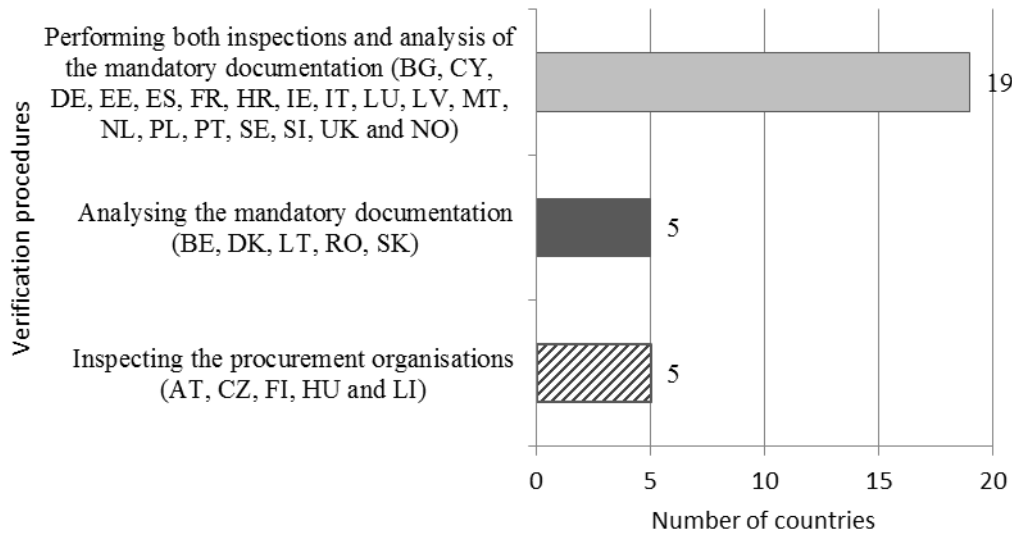 Verification procedures
Performing both inspections and analysis of
the mandatory documentation (BG, CY,
DE, EE, ES, FR, HR, IE, IT, LU, LV, MT,
NL, PL, PT, SE, SI, UK and NO)
19
Analysing the mandatory documentation
(BE, DK, LT, RO, SK)
5
Inspecting the procurement organisations
(AT, CZ, FI, HU and LI)
5
0 5 10 15 20
Number of countries